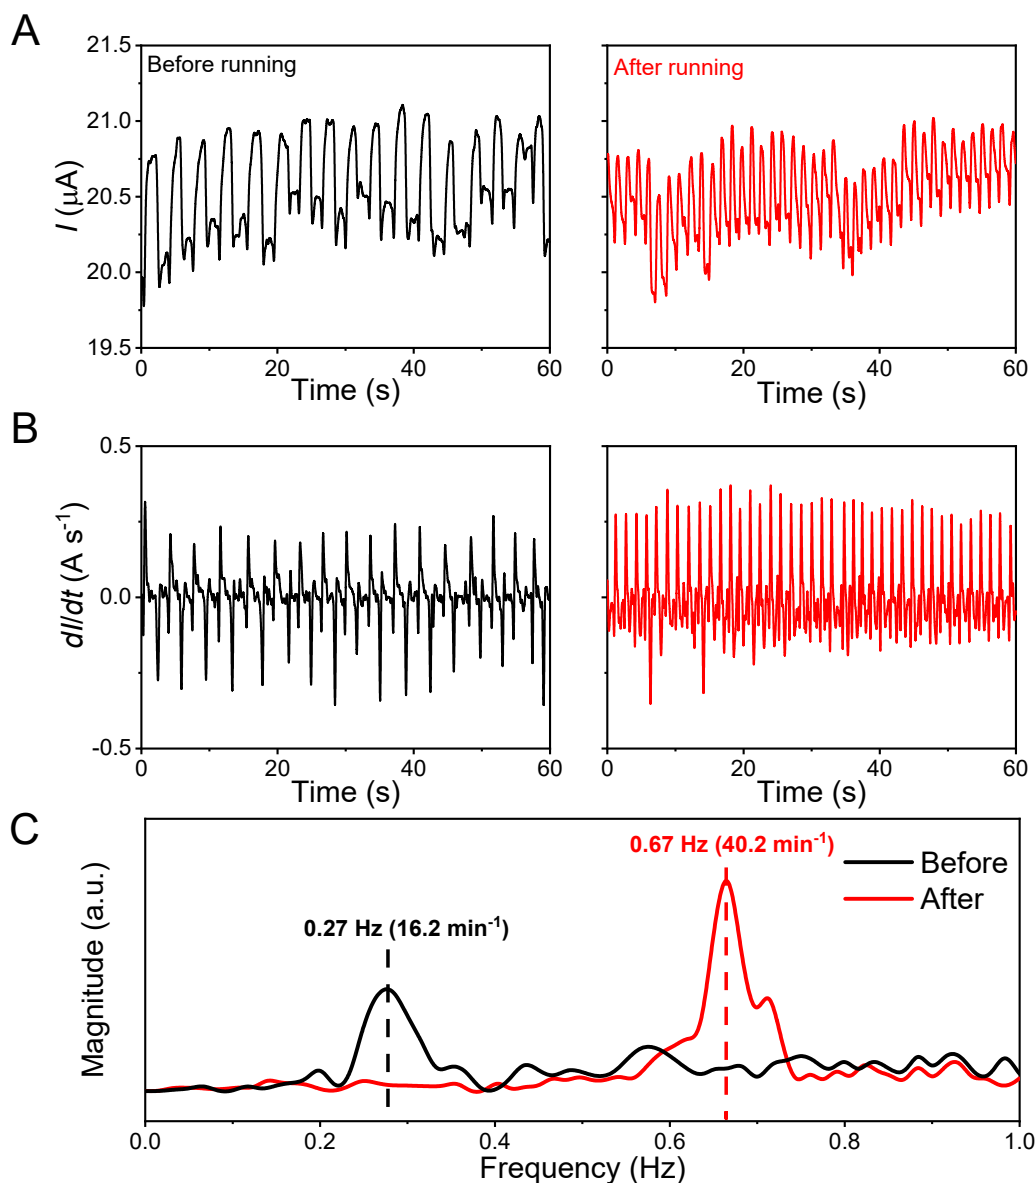 A
21.5
21.0
20.5
20.0
19.5
I (μA)
Before running
0 20 40 60
Time (s)
After running
0 20 40 60
Time (s)
B
0.5
0.0
-0.5
dI/dt (A s⁻¹)
0 20 40 60
Time (s)
0 20 40 60
Time (s)
C
Magnitude (a.u.)
0.27 Hz (16.2 min⁻¹)
0.67 Hz (40.2 min⁻¹)
Before
After
0.0 0.2 0.4 0.6 0.8 1.0
Frequency (Hz)